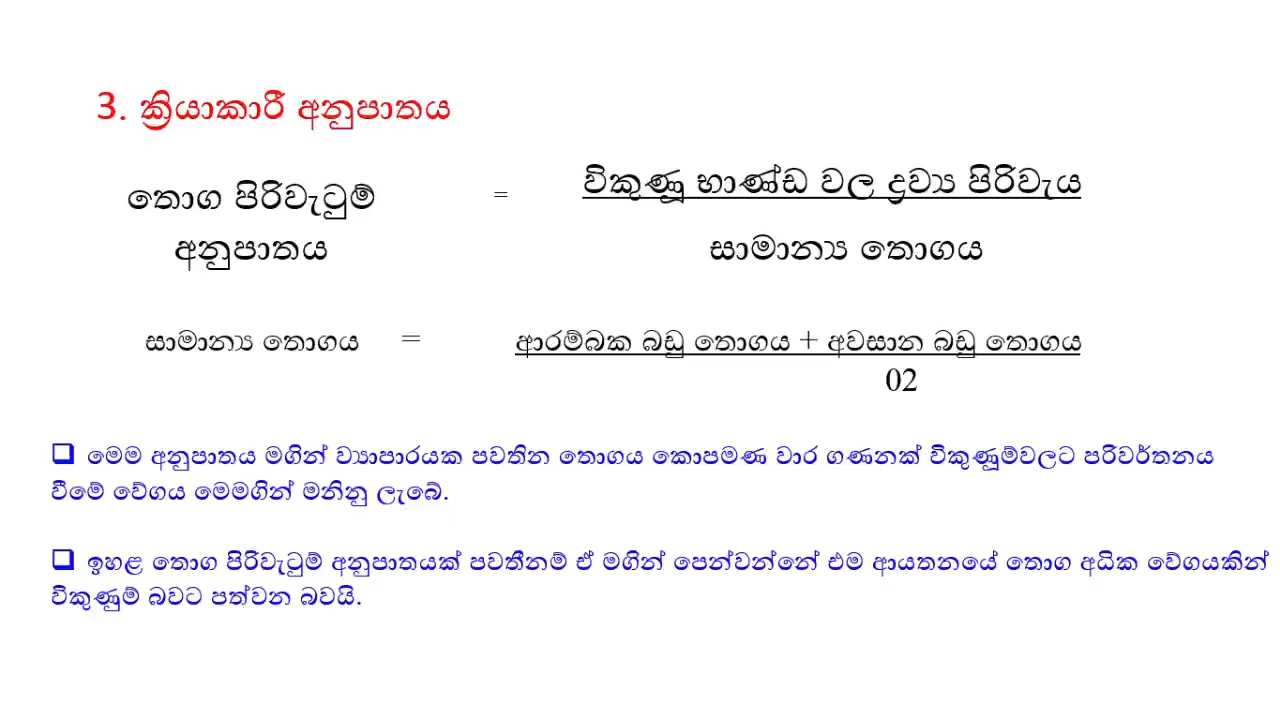 3. ක්‍රියාකාරී අනුපාතය
තොග පිරිවැටුම්
අනුපාතය
=
විකුණූ භාණ්ඩ වල ද්‍රව්‍ය පිරිවැය
සාමාන්‍ය තොගය
සාමාන්‍ය තොගය = ආරම්බක බඩු තොගය + අවසාන බඩු තොගය
02
❑ මෙම අනුපාතය මගින් ව්‍යාපාරයක පවතින තොගය කොපමණ වාර ගණනක් විකුණූම්වලට පරිවර්තනය
වීමේ වේගය මෙමගින් මනිනු ලැබේ.
❑ ඉහළ තොග පිරිවැටුම් අනුපාතයක් පවතීනම් ඒ මගින් පෙන්වන්නේ එම ආයතනයේ තොග අධික වේගයකින්
විකුණුම් බවට පත්වන බවයි.